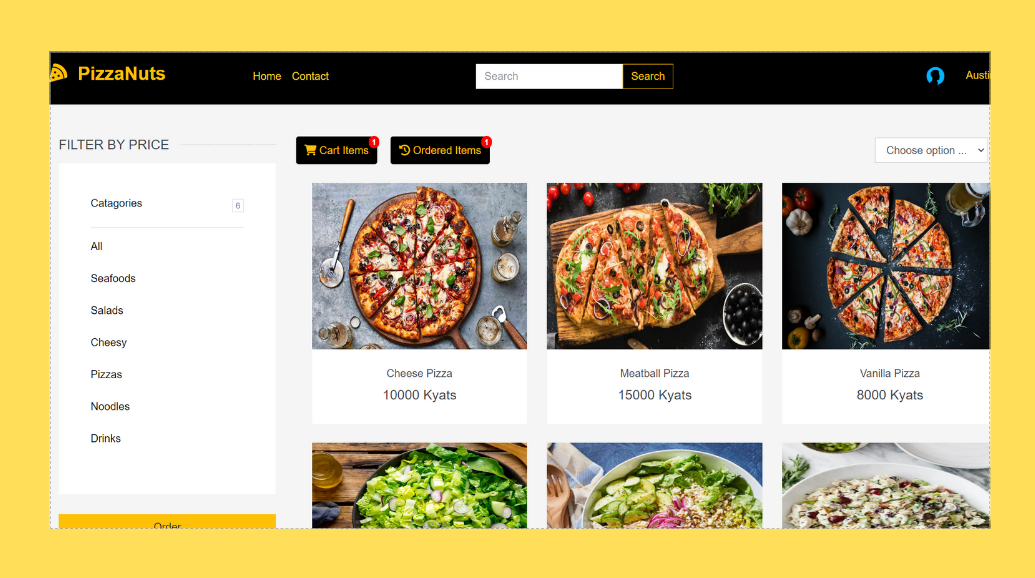 PizzaNuts
Home Contact
Search Search
Austi
FILTER BY PRICE
Cart Items 1
Ordered Items 1
Choose option ...
Catagories 6
All
Seafoods
Salads
Cheesy
Pizzas
Noodles
Drinks
Order
Cheese Pizza
10000 Kyats
Meatball Pizza
15000 Kyats
Vanilla Pizza
8000 Kyats